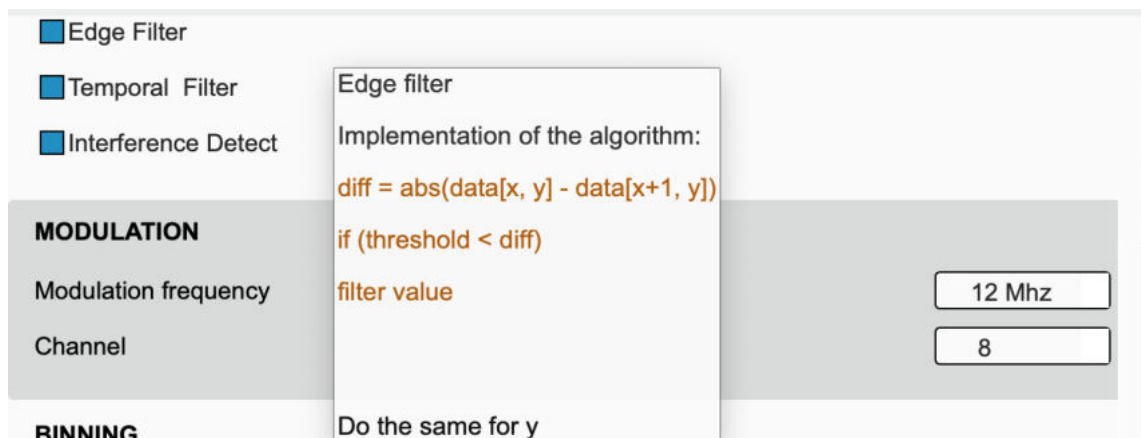 Edge Filter
Temporal Filter
Interference Detect
Edge filter
Implementation of the algorithm:
diff = abs(data[x, y] - data[x+1, y])
if (threshold < diff)
filter value
Do the same for y
MODULATION
Modulation frequency
12 Mhz
Channel
8
BINNING